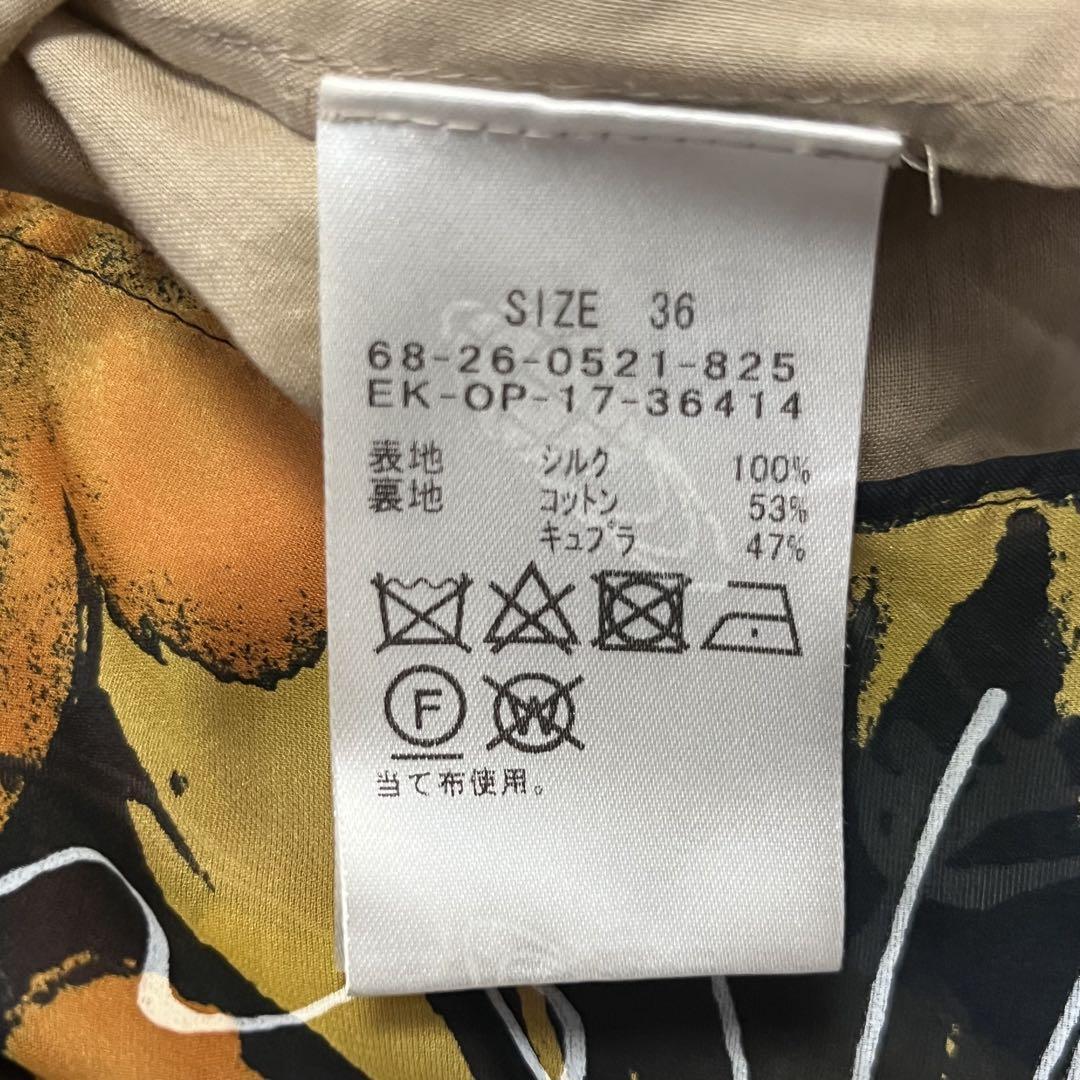 SIZE 36
68-26-0521-825
EK-OP-17-36414
表地 シルク 100%
裏地 コットン 53%
キュプラ 47%
F W
当て布使用。